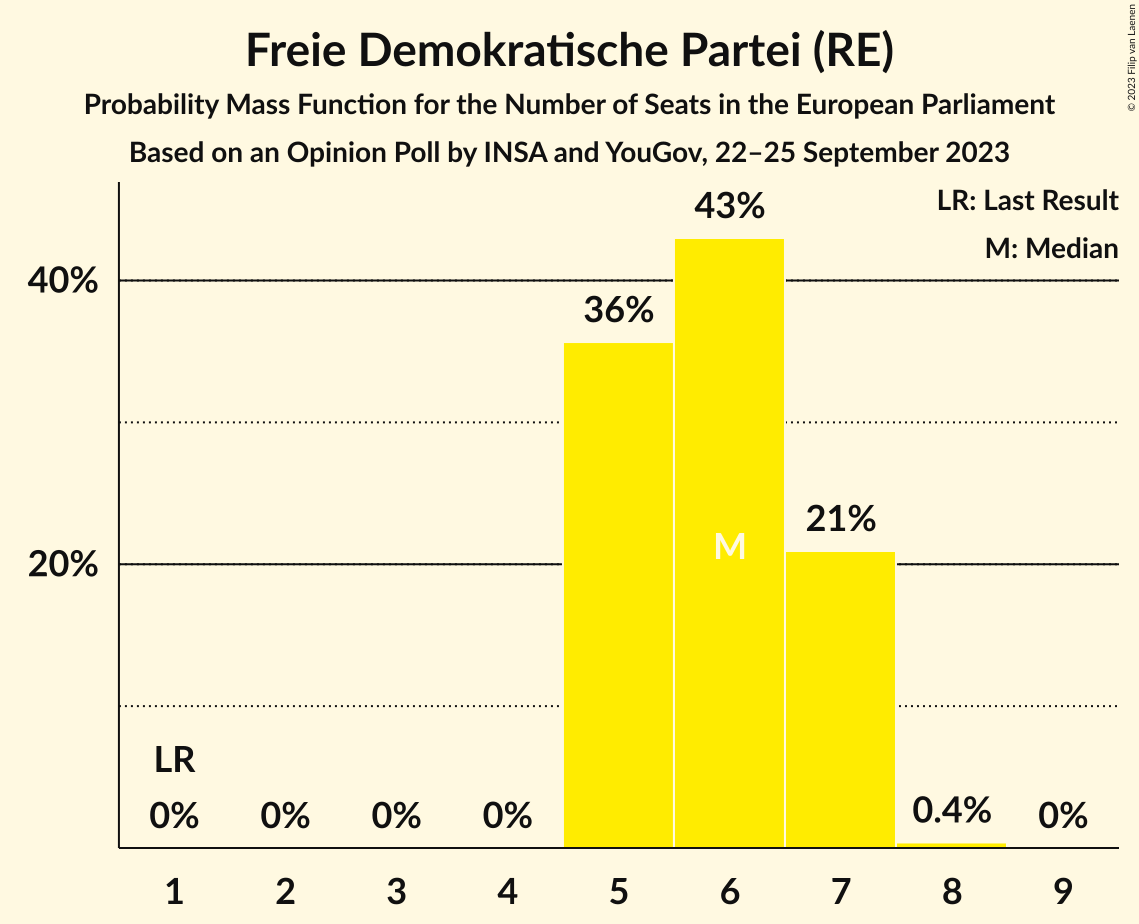 Freie Demokratische Partei (RE)
Probability Mass Function for the Number of Seats in the European Parliament
Based on an Opinion Poll by INSA and YouGov, 22–25 September 2023
© 2023 Filip van Laenen
LR: Last Result
M: Median
43%
40%
36%
21%
M
20%
LR
0% 0% 0% 0% 0.4% 0%
1 2 3 4 5 6 7 8 9